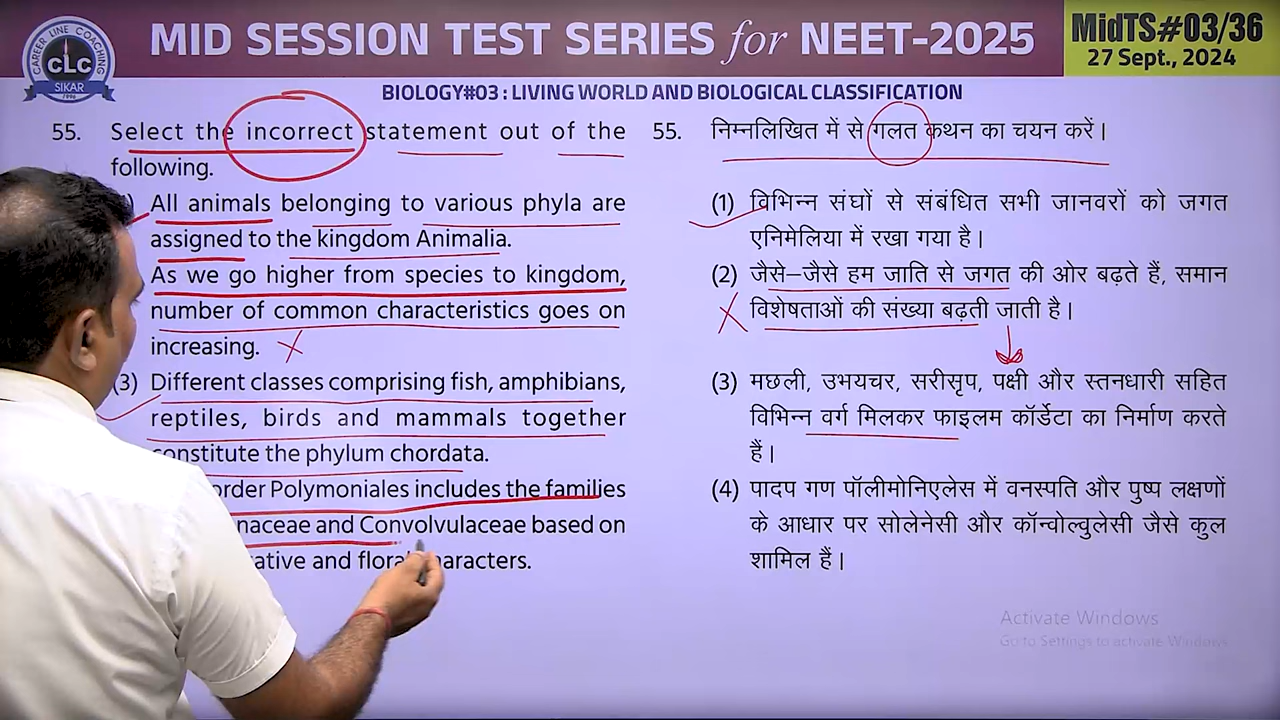 CAREER LINE COACHING
CLC
SIKAR
1996
MID SESSION TEST SERIES for NEET-2025
MidTS#03/36
27 Sept., 2024
BIOLOGY#03 : LIVING WORLD AND BIOLOGICAL CLASSIFICATION
55. Select the incorrect statement out of the
following.
All animals belonging to various phyla are
assigned to the kingdom Animalia.
As we go higher from species to kingdom,
number of common characteristics goes on
increasing.
(3) Different classes comprising fish, amphibians,
reptiles, birds and mammals together
constitute the phylum chordata.
order Polymoniales includes the families
and Convolvulaceae based on
and floral characters.
55. निम्नलिखित में से गलत कथन का चयन करें।
(1) विभिन्न संघों से संबंधित सभी जानवरों को जगत
एनिमेलिया में रखा गया है।
(2) जैसे–जैसे हम जाति से जगत की ओर बढ़ते हैं, समान
विशेषताओं की संख्या बढ़ती जाती है।
(3) मछली, उभयचर, सरीसृप, पक्षी और स्तनधारी सहित
विभिन्न वर्ग मिलकर फाइलम कॉर्डेटा का निर्माण करते
हैं।
(4) पादप गण पॉलीमोनिएलेस में वनस्पति और पुष्प लक्षणों
के आधार पर सोलेनेसी और कॉन्वोल्वुलेसी जैसे कुल
शामिल हैं।
Activate Windows
Go to Settings to activate Windows.